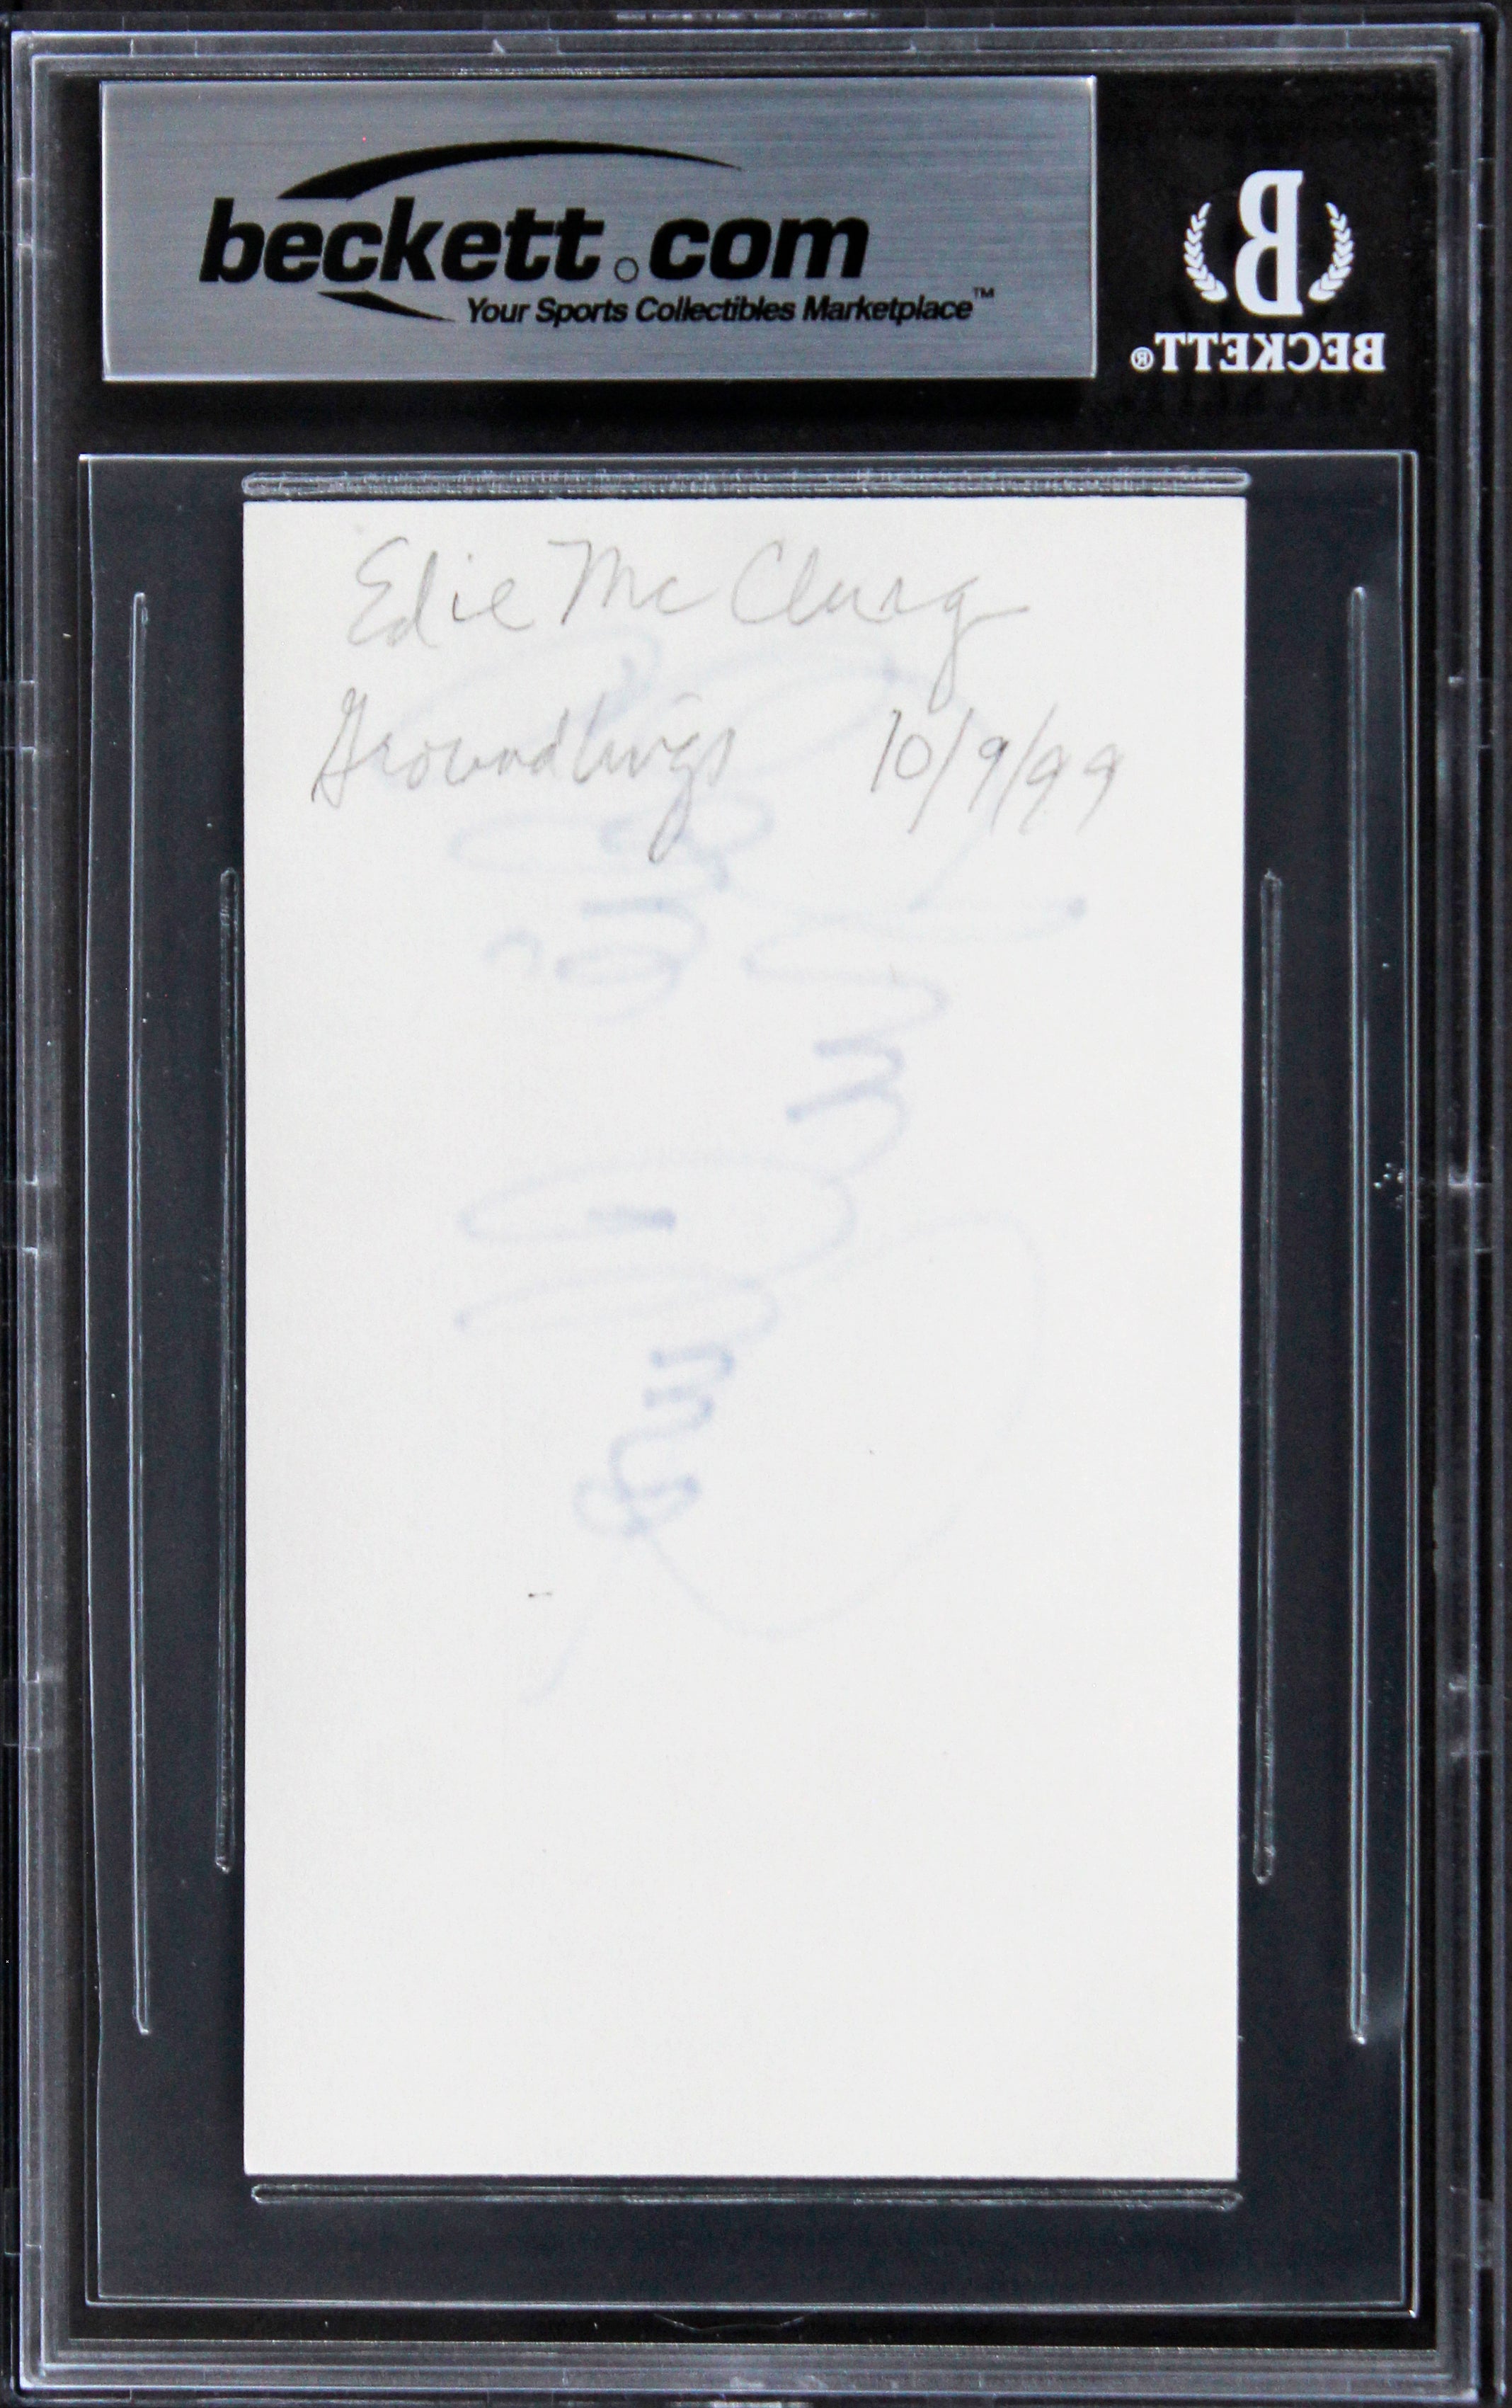 beckett.com
Your Sports Collectibles Marketplace™
B
BECKETT®
Edie McClurg
Groundlings 10/9/99